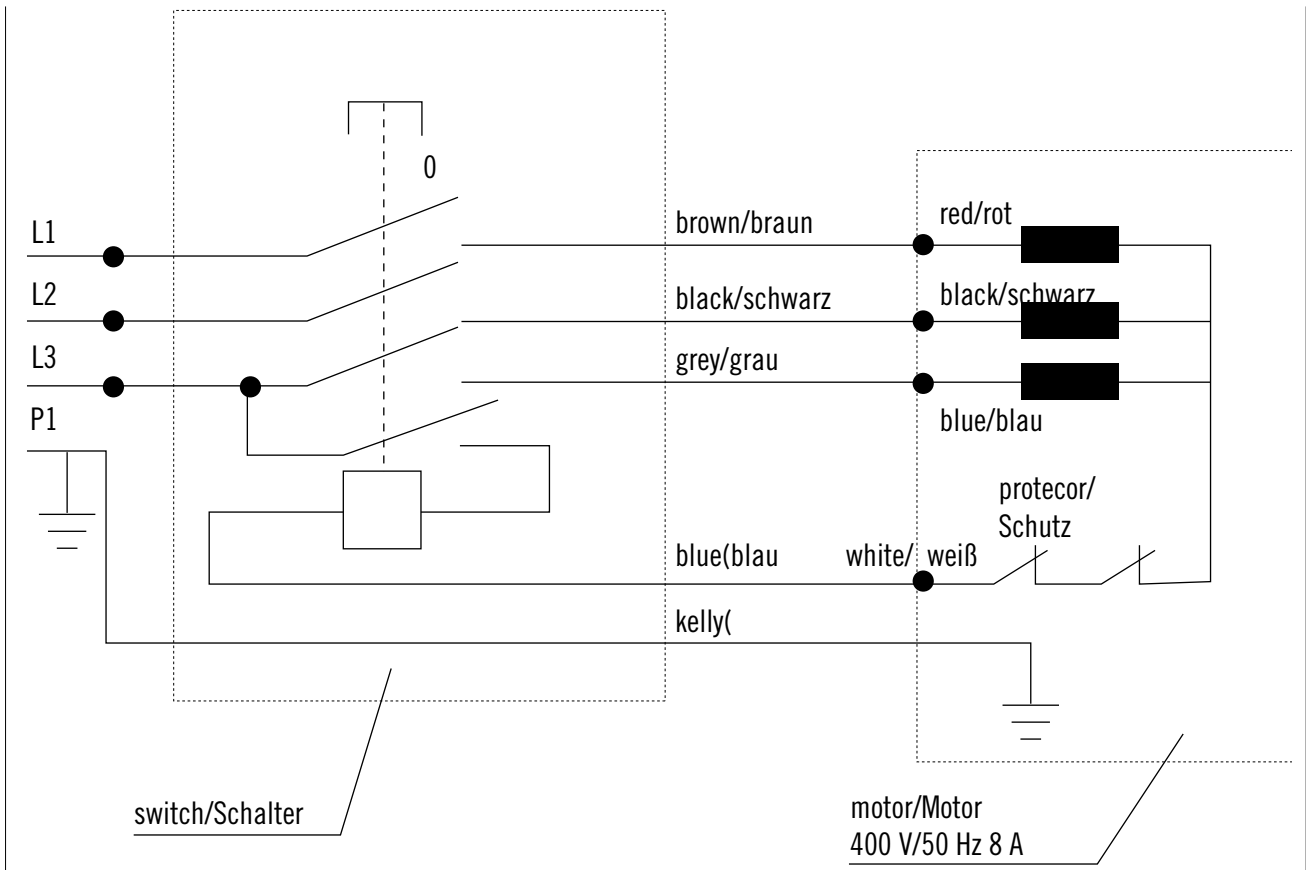 0
L1
brown/braun
red/rot
L2
black/schwarz
black/schwarz
L3
grey/grau
P1
blue/blau
protecor/
Schutz
blue(blau
white/ weiß
kelly(
switch/Schalter
motor/Motor
400 V/50 Hz 8 A